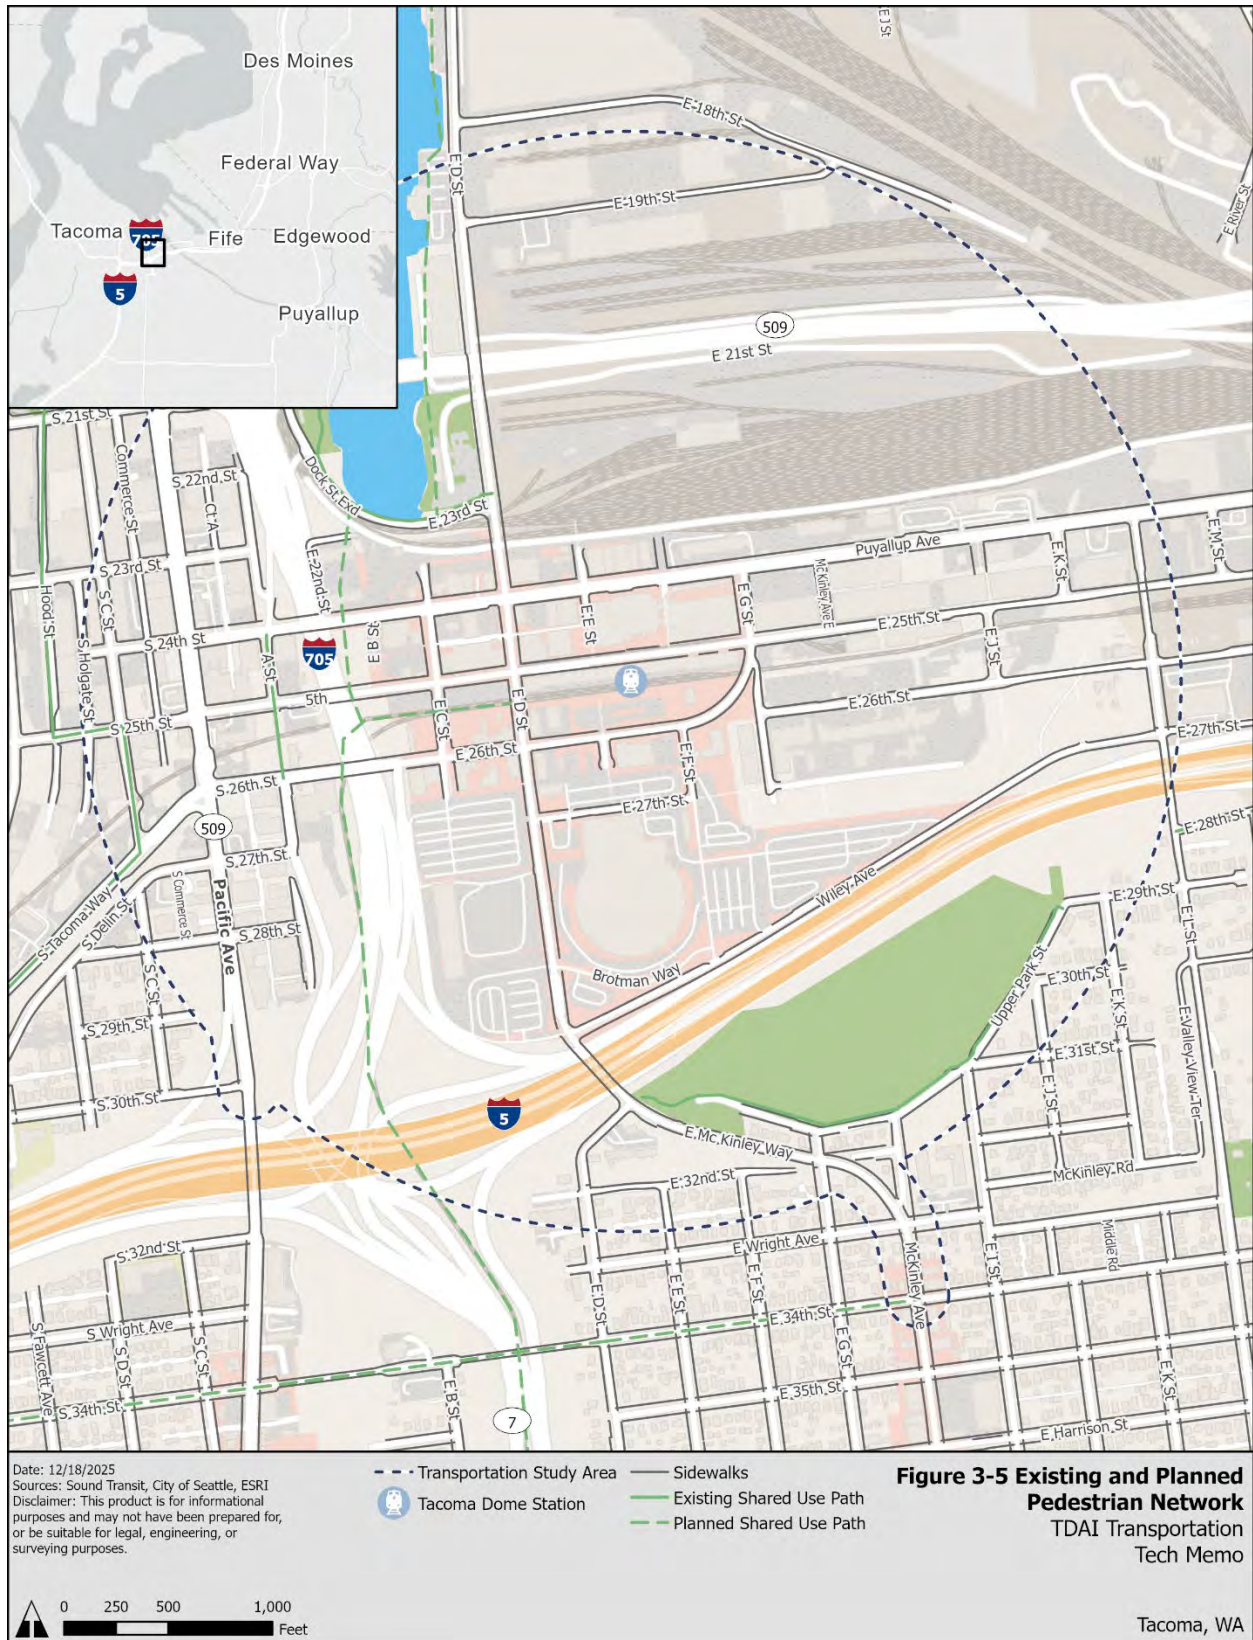 Des Moines
Federal Way
Tacoma
705
Fife
Edgewood
5
Puyallup
E J St
E 18th St
E D St
E 19th St
E River St
509
E 21st St
S 21st St
Commerce St
S 22nd St
Ct A
Dock St Exd
E 23rd St
Puyallup Ave
E M St
S 23rd St
E 22nd St
E K St
Hood St
S C St
E G St
McKinley Ave E
S Holgate St
S 24th St
A St
705
E B St
E E St
E 25th St
E J St
5th
S 25th St
E C St
E D St
E 26th St
E 26th St
E 27th St
S 26th St
E F St
E 27th St
509
E 28th St
S 27th St
S Tacoma Way
S Delin St
S Commerce St
Pacific Ave
Wiley Ave
E 29th St
E L St
S 28th St
S C St
Brotman Way
Upper Park St
E 30th St
E K St
S 29th St
E Valley View Ter
E 31st St
E J St
S 30th St
5
E Mc Kinley Way
E 32nd St
McKinley Rd
S 32nd St
E Wright Ave
McKinley Ave
E I St
Middle Rd
E D St
E E St
E F St
E 34th St
S Fawcett Ave
S Wright Ave
S D St
S C St
E G St
E K St
E 35th St
S 34th St
E B St
7
E Harrison St
Date: 12/18/2025
Sources: Sound Transit, City of Seattle, ESRI
Disclaimer: This product is for informational
purposes and may not have been prepared for,
or be suitable for legal, engineering, or
surveying purposes.
Transportation Study Area
Tacoma Dome Station
Sidewalks
Existing Shared Use Path
Planned Shared Use Path
Figure 3-5 Existing and Planned
Pedestrian Network
TDAI Transportation
Tech Memo
0 250 500 1,000
Feet
Tacoma, WA